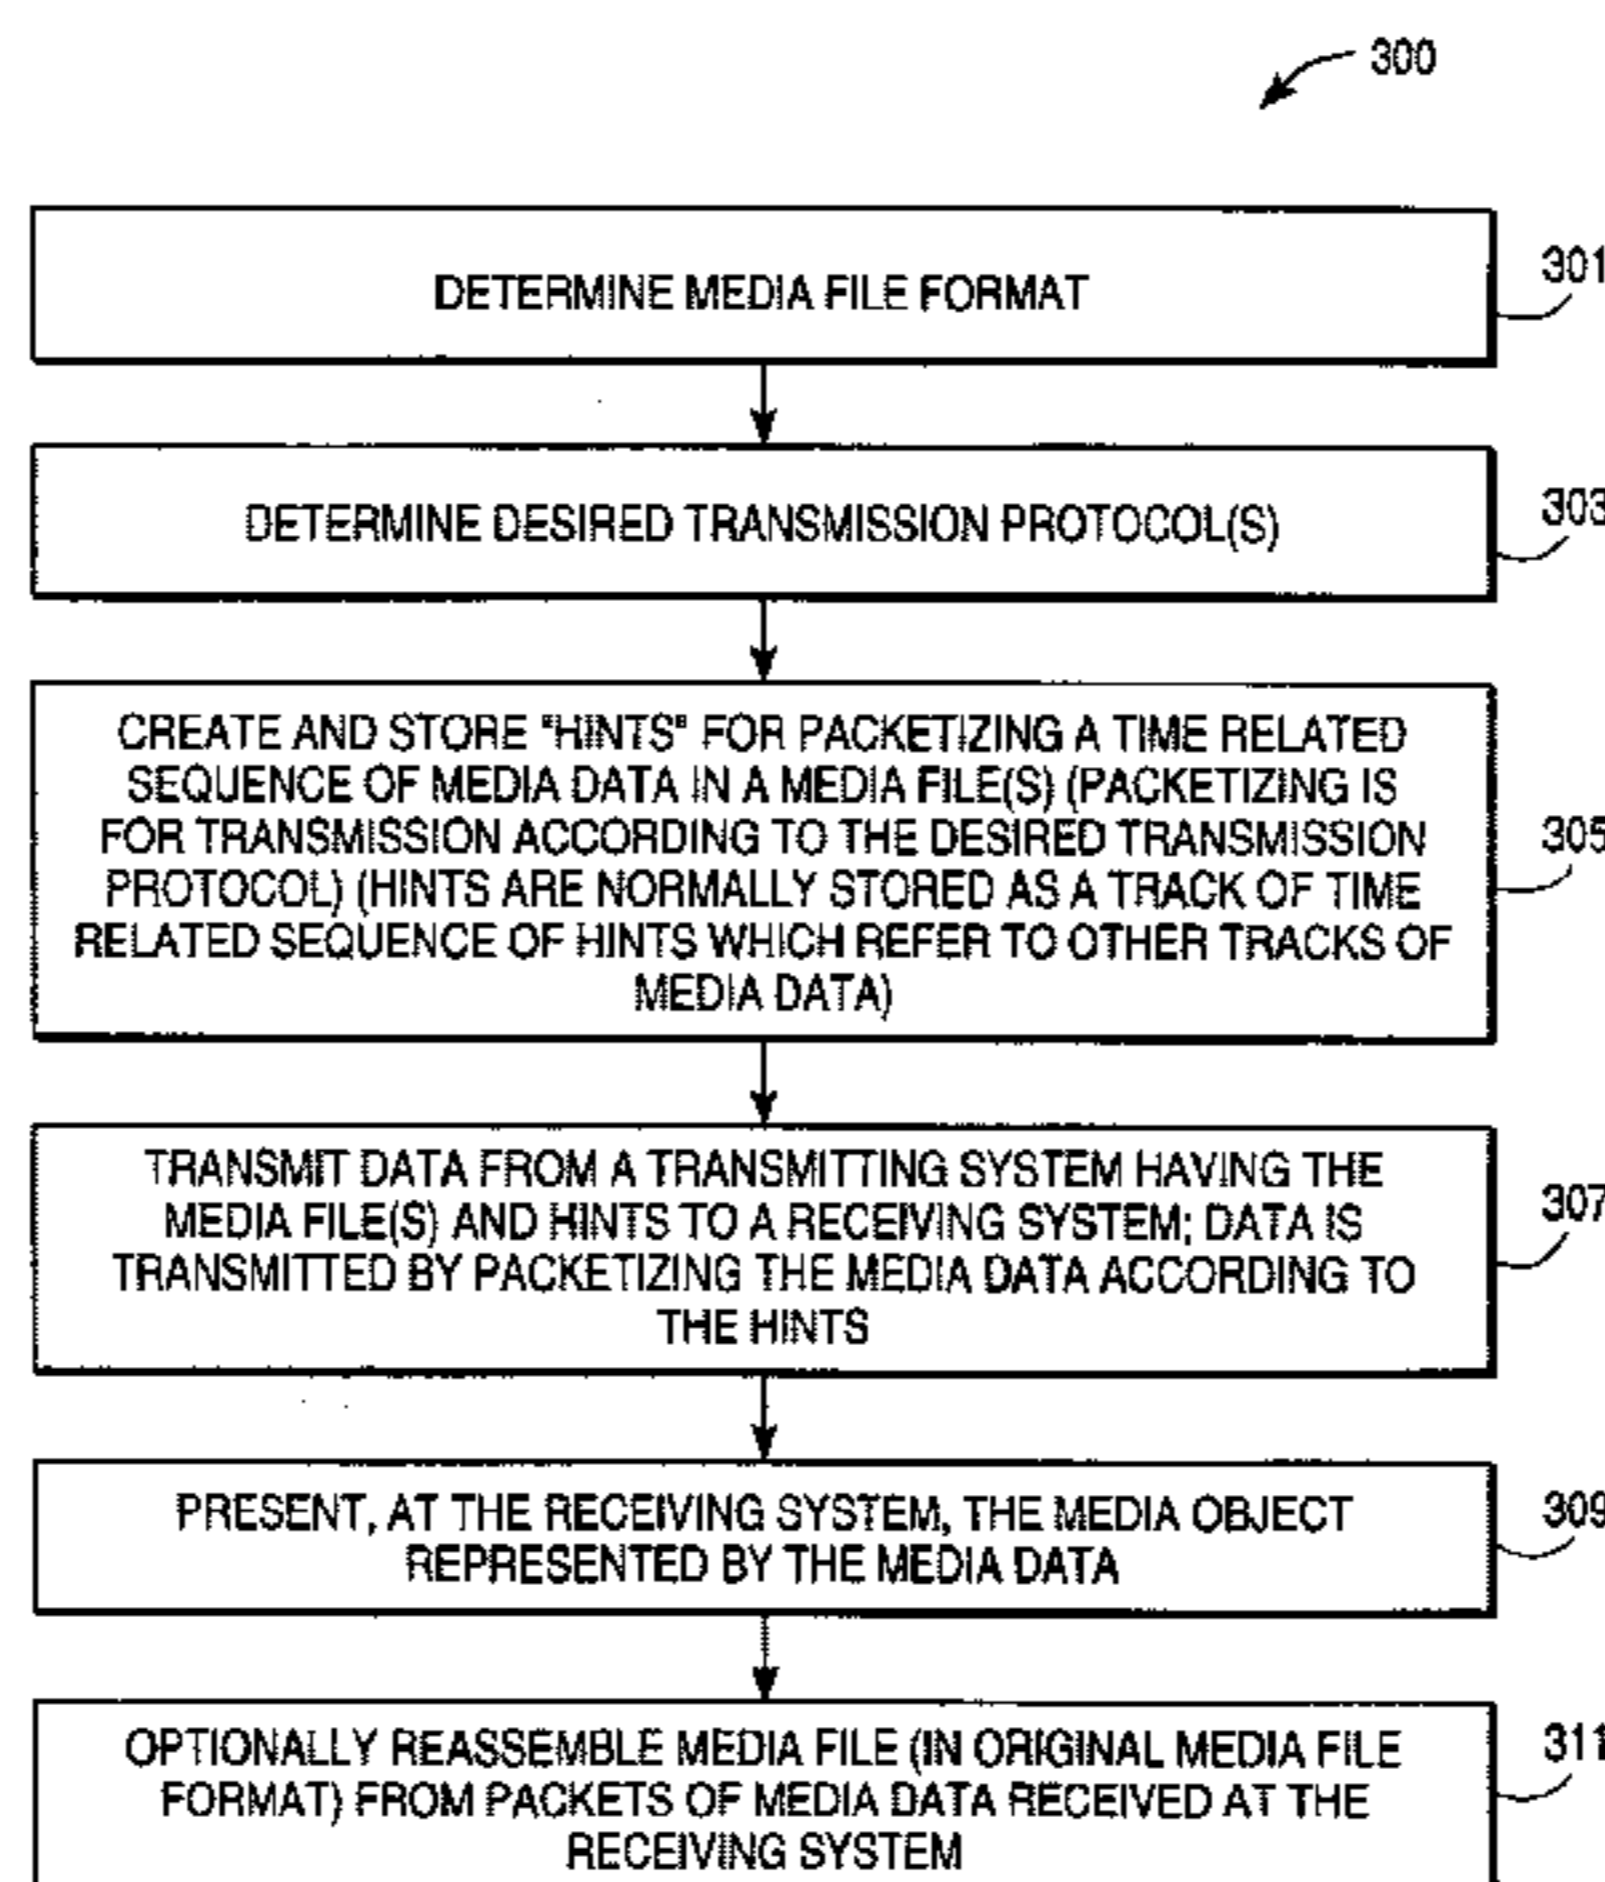 300
DETERMINE MEDIA FILE FORMAT
301
DETERMINE DESIRED TRANSMISSION PROTOCOL(S)
303
CREATE AND STORE "HINTS" FOR PACKETIZING A TIME RELATED
SEQUENCE OF MEDIA DATA IN A MEDIA FILE(S) (PACKETIZING IS
FOR TRANSMISSION ACCORDING TO THE DESIRED TRANSMISSION
PROTOCOL) (HINTS ARE NORMALLY STORED AS A TRACK OF TIME
RELATED SEQUENCE OF HINTS WHICH REFER TO OTHER TRACKS OF
MEDIA DATA)
305
TRANSMIT DATA FROM A TRANSMITTING SYSTEM HAVING THE
MEDIA FILE(S) AND HINTS TO A RECEIVING SYSTEM; DATA IS
TRANSMITTED BY PACKETIZING THE MEDIA DATA ACCORDING TO
THE HINTS
307
PRESENT, AT THE RECEIVING SYSTEM, THE MEDIA OBJECT
REPRESENTED BY THE MEDIA DATA
309
OPTIONALLY REASSEMBLE MEDIA FILE (IN ORIGINAL MEDIA FILE
FORMAT) FROM PACKETS OF MEDIA DATA RECEIVED AT THE
RECEIVING SYSTEM
311